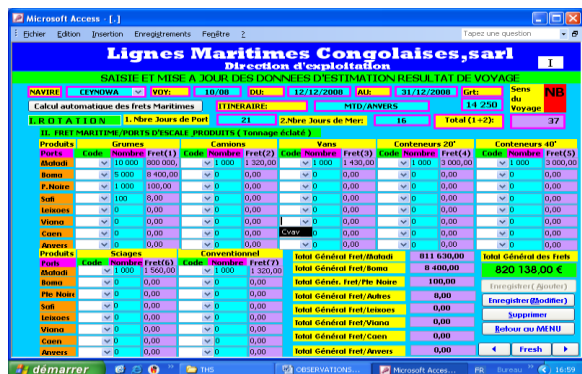 Microsoft Access - [.]
Fichier Edition Insertion Enregistrements Fenêtre ? Tapez une question
Lignes Maritimes Congolaises,sarl
Direction d'exploitation
I
SAISIE ET MISE A JOUR DES DONNEES D'ESTIMATION RESULTAT DE VOYAGE
NAVIRE CEYNOWA VOY: 10/08 DU: 12/12/2008 AU: 31/12/2008 Grt: 14 250 Sens du Voyage NB
Calcul automatique des frets Maritimes ITINERAIRE: MTD/ANVERS
I. R O T A T I O N 1. Nbre Jours de Port 21 2.Nbre Jours de Mer: 16 Total (1+2): 37
II. FRET MARITIME/PORTS D'ESCALE PRODUITS ( Tonnage éclaté )
Produits Grumes Camions Vans Conteneurs 20' Conteneurs 40'
Ports Code Nombre Fret(1) Code Nombre Fret(2) Code Nombre Fret(3) Code Nombre Fret(4) Code Nombre Fret(5)
Matadi 10 000 800 000, 1 000 1 320,00 1 000 1 430,00 1 000 3 000,00 1 000 3 000,00
Boma 5 000 8 400,00 0 0,00 0 0,00 0 0,00 0 0,00
P.Noire 1 000 100,00 0 0,00 0 0,00 0 0,00 0 0,00
Safi 100 8,00 0 0,00 0 0,00 0 0,00 0 0,00
Leixoes 0 0,00 0 0,00 0 0,00 0 0,00 0 0,00
Viana 0 0,00 0 0,00 0 0,00 0 0,00 0 0,00
Caen 0 0,00 0 0,00 Cvav 0 0,00 0 0,00 0 0,00
Anvers 0 0,00 0 0,00 0 0,00 0 0,00 0 0,00
Produits Sciages Conventionnel
Ports Code Nombre Fret(6) Code Nombre Fret(7)
Matadi 1 000 1 560,00 1 000 1 320,00
Boma 0 0,00 0 0,00
Pte Noire 0 0,00 0 0,00
Safi 0 0,00 0 0,00
Leixoes 0 0,00 0 0,00
Viana 0 0,00 0 0,00
Caen 0 0,00 0 0,00
Anvers 0 0,00 0 0,00
Total Général Fret/Matadi 811 630,00
Total Général Fret/Boma 8 400,00
Total Génér. Fret/Pte Noire 100,00
Total Général Fret/Autres 8,00
Total Général Fret/Leixoes 0,00
Total Général Fret/Viana 0,00
Total Général Fret/Caen 0,00
Total Général Fret/Anvers 0,00
Total Général des Frets
820 138,00 €
Enregistrer( Ajouter)
Enregistrer(Modifier)
Supprimer
Retour au MENU
Fresh
démarrer THS OBSERVATIONS... Microsoft Acces... FR Bureau 16:59